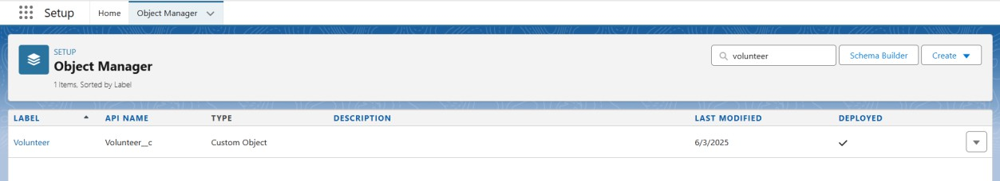 Setup Home Object Manager
SETUP
Object Manager
1 Items, Sorted by Label
volunteer Schema Builder Create
LABEL API NAME TYPE DESCRIPTION LAST MODIFIED DEPLOYED
Volunteer Volunteer__c Custom Object 6/3/2025